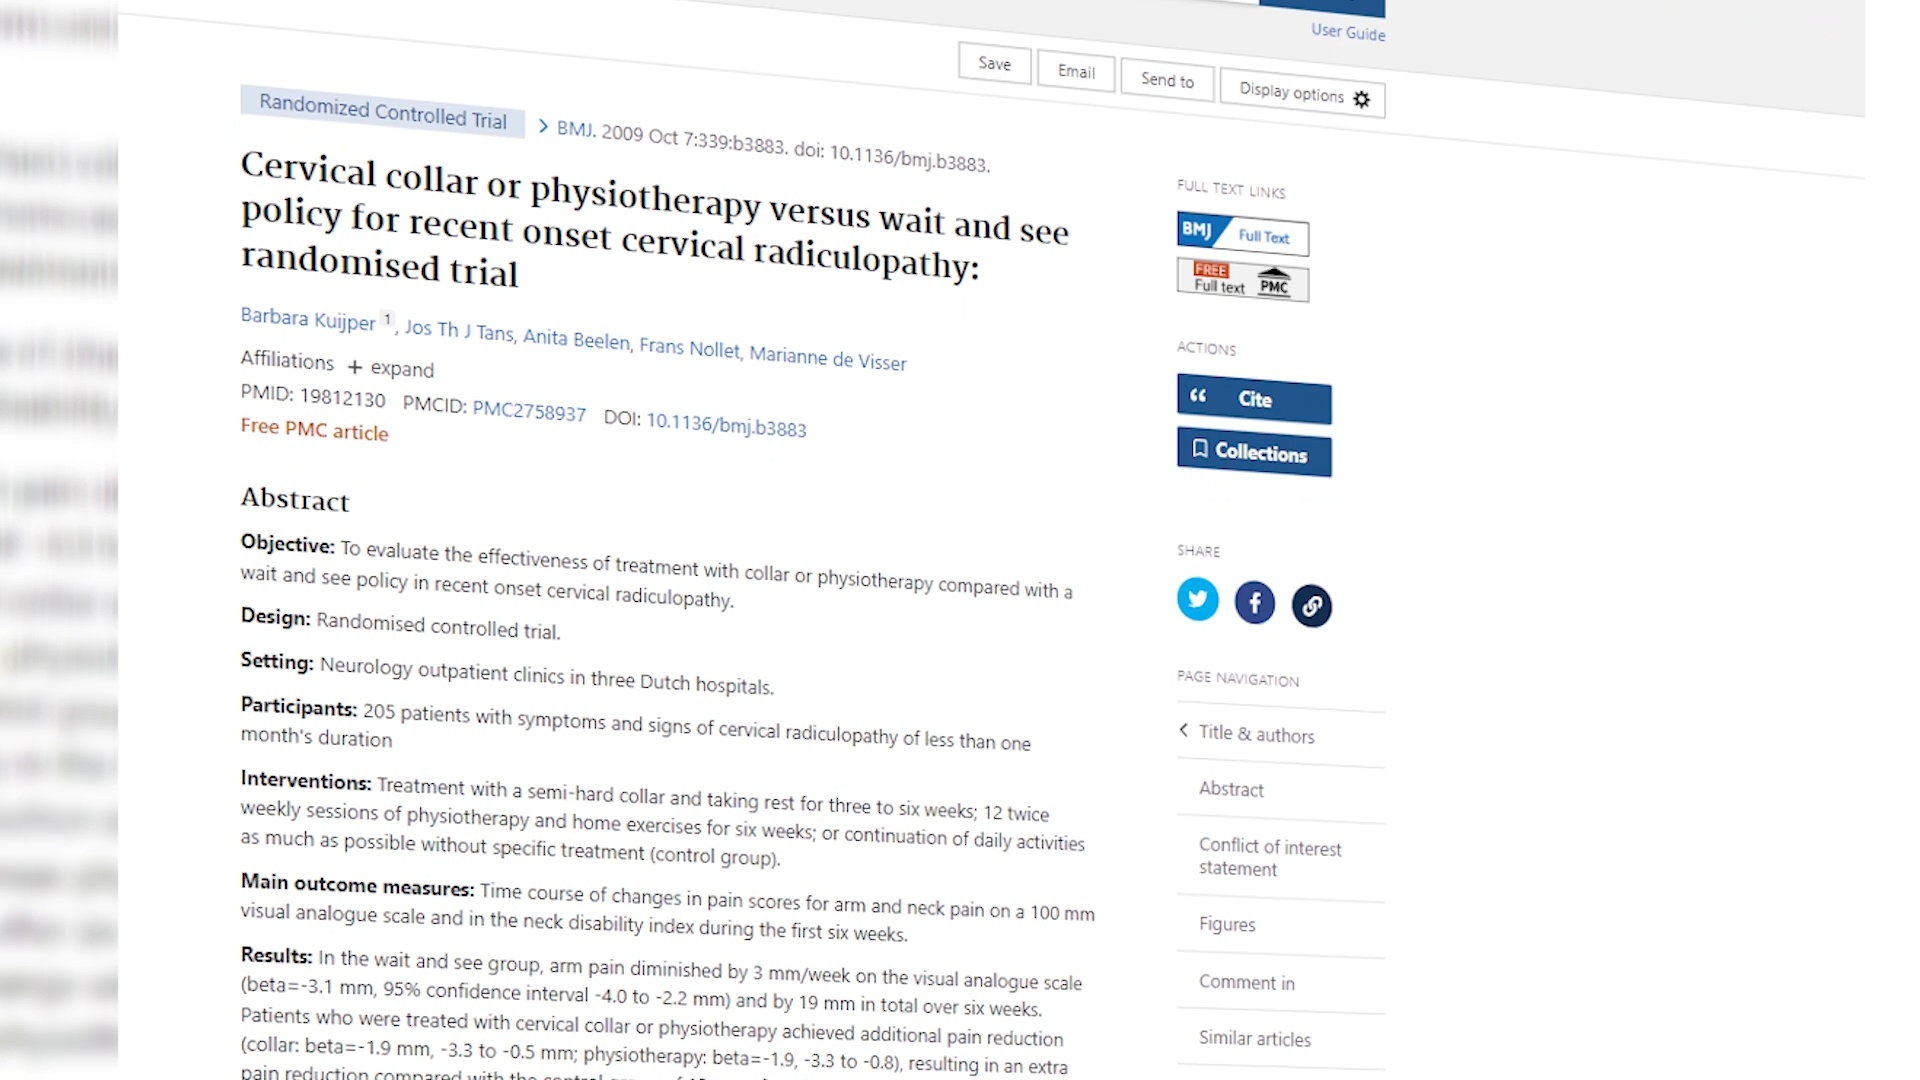 User Guide
Save
Email
Send to
Display options
Randomized Controlled Trial
BMJ. 2009 Oct 7:339:b3883. doi: 10.1136/bmj.b3883.
Cervical collar or physiotherapy versus wait and see
policy for recent onset cervical radiculopathy:
randomised trial
Barbara Kuijper 1, Jos Th J Tans, Anita Beelen, Frans Nollet, Marianne de Visser
Affiliations + expand
PMID: 19812130 PMCID: PMC2758937 DOI: 10.1136/bmj.b3883
Free PMC article
Abstract
Objective: To evaluate the effectiveness of treatment with collar or physiotherapy compared with a
wait and see policy in recent onset cervical radiculopathy.
Design: Randomised controlled trial.
Setting: Neurology outpatient clinics in three Dutch hospitals.
Participants: 205 patients with symptoms and signs of cervical radiculopathy of less than one
month's duration
Interventions: Treatment with a semi-hard collar and taking rest for three to six weeks; 12 twice
weekly sessions of physiotherapy and home exercises for six weeks; or continuation of daily activities
as much as possible without specific treatment (control group).
Main outcome measures: Time course of changes in pain scores for arm and neck pain on a 100 mm
visual analogue scale and in the neck disability index during the first six weeks.
Results: In the wait and see group, arm pain diminished by 3 mm/week on the visual analogue scale
(beta=-3.1 mm, 95% confidence interval -4.0 to -2.2 mm) and by 19 mm in total over six weeks.
Patients who were treated with cervical collar or physiotherapy achieved additional pain reduction
(collar: beta=-1.9 mm, -3.3 to -0.5 mm; physiotherapy: beta=-1.9, -3.3 to -0.8), resulting in an extra
pain reduction compared with the control
FULL TEXT LINKS
BMJ Full Text
FREE
Full text PMC
ACTIONS
Cite
Collections
SHARE
PAGE NAVIGATION
Title & authors
Abstract
Conflict of interest
statement
Figures
Comment in
Similar articles